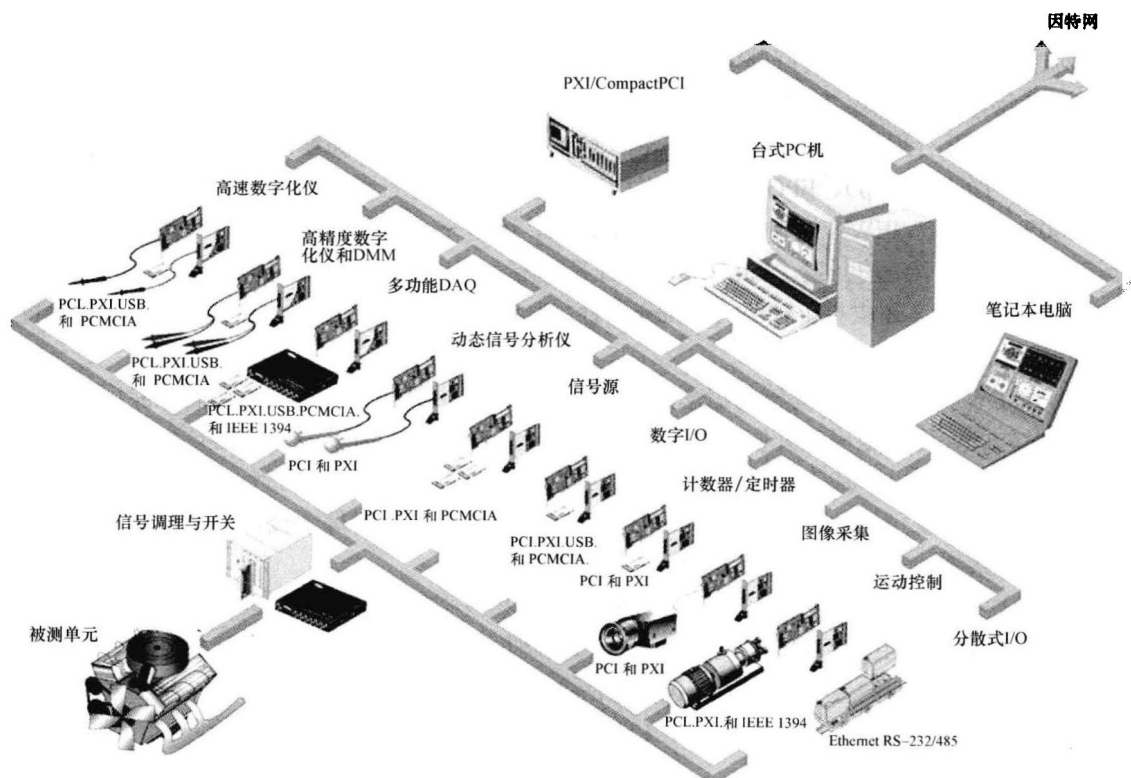 因特网
PXI/CompactPCI
台式PC机
高速数字化仪
高精度数字
化仪和DMM
多功能DAQ
PCL.PXI.USB.
和 PCMCIA
笔记本电脑
动态信号分析仪
PCL.PXI.USB.
和 PCMCIA
信号源
PCL.PXI.USB.PCMCIA.
和 IEEE 1394
数字I/O
PCI 和 PXI
计数器/定时器
PCI .PXI 和 PCMCIA
信号调理与开关
图像采集
PCI.PXI.USB.
和 PCMCIA.
PCI 和 PXI
运动控制
被测单元
分散式I/O
PCI 和 PXI
PCL.PXI.和 IEEE 1394
Ethernet RS-232/485